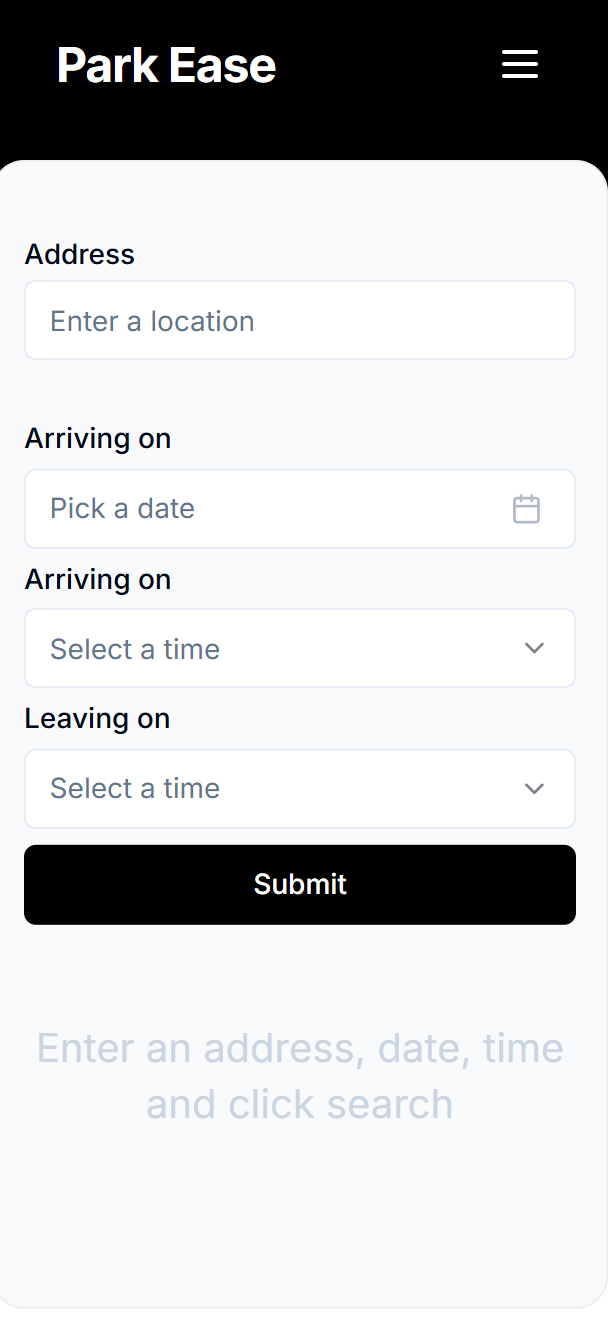 Park Ease
Address
Enter a location
Arriving on
Pick a date
Arriving on
Select a time
Leaving on
Select a time
Submit
Enter an address, date, time
and click search